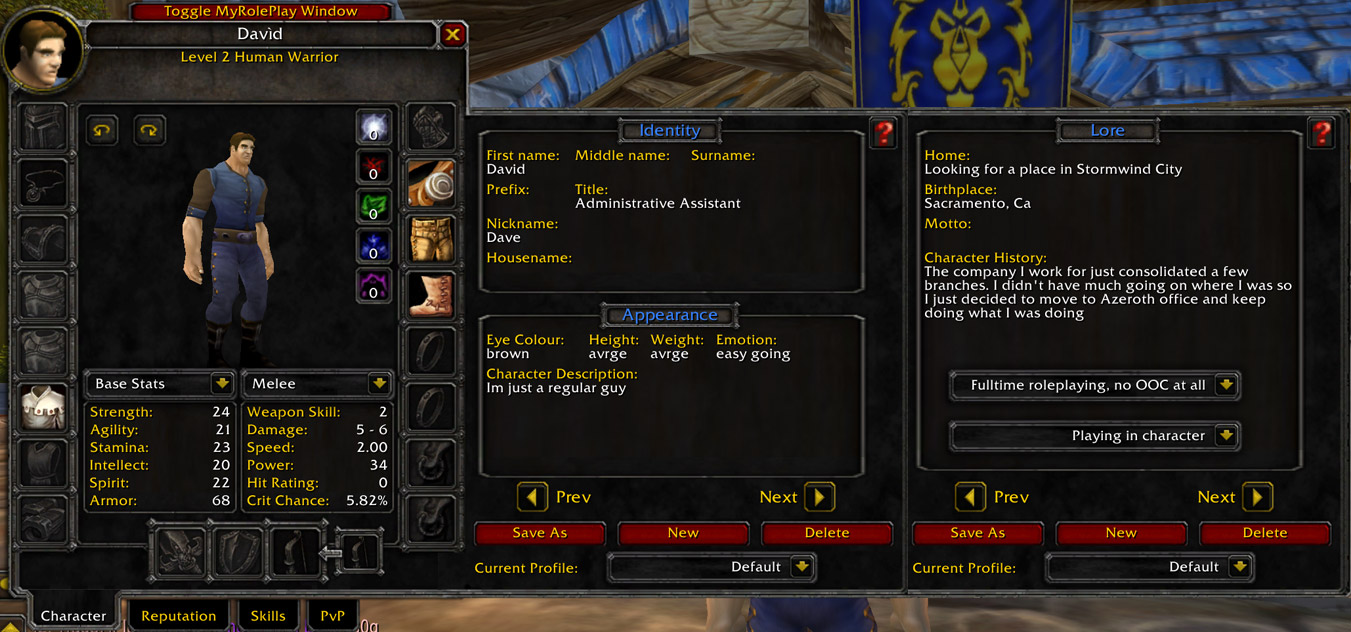 Toggle MyRolePlay Window
Davìd
Level 2 Human Warrior
0
0
0
0
0
Base Stats
Melee
Strength: 24
Agility: 21
Stamina: 23
Intellect: 20
Spirit: 22
Armor: 68
Weapon Skill: 2
Damage: 5 - 6
Speed: 2.00
Power: 34
Hit Rating: 0
Crit Chance: 5.82%
Character
Reputation
Skills
PvP
0g
Identity
First name: Middle name: Surname:
David
Prefix: Title:
Administrative Assistant
Nickname:
Dave
Housename:
Appearance
Eye Colour: Height: Weight: Emotion:
brown avrge avrge easy going
Character Description:
Im just a regular guy
Prev Next
Save As New Delete
Current Profile: Default
?
Lore
Home:
Looking for a place in Stormwind City
Birthplace:
Sacramento, Ca
Motto:
Character History:
The company I work for just consolidated a few
branches. I didn't have much going on where I was so
I just decided to move to Azeroth office and keep
doing what I was doing
Fulltime roleplaying, no OOC at all
Playing in character
Prev Next
Save As New Delete
Current Profile: Default
?